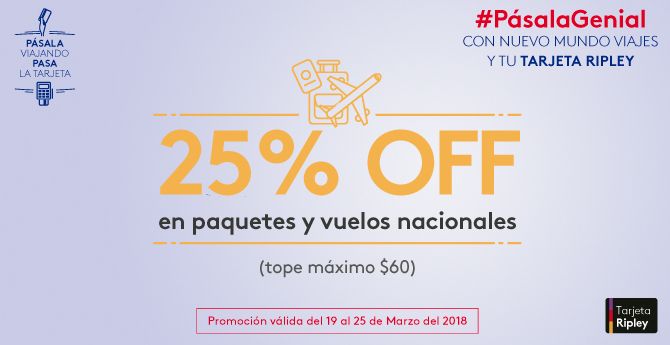 PÁSALA
VIAJANDO
PASA
LA TARJETA
#PásalaGenial
CON NUEVO MUNDO VIAJES
Y TU TARJETA RIPLEY
25% OFF
en paquetes y vuelos nacionales
(tope máximo $60)
Promoción válida del 19 al 25 de Marzo del 2018
Tarjeta
Ripley